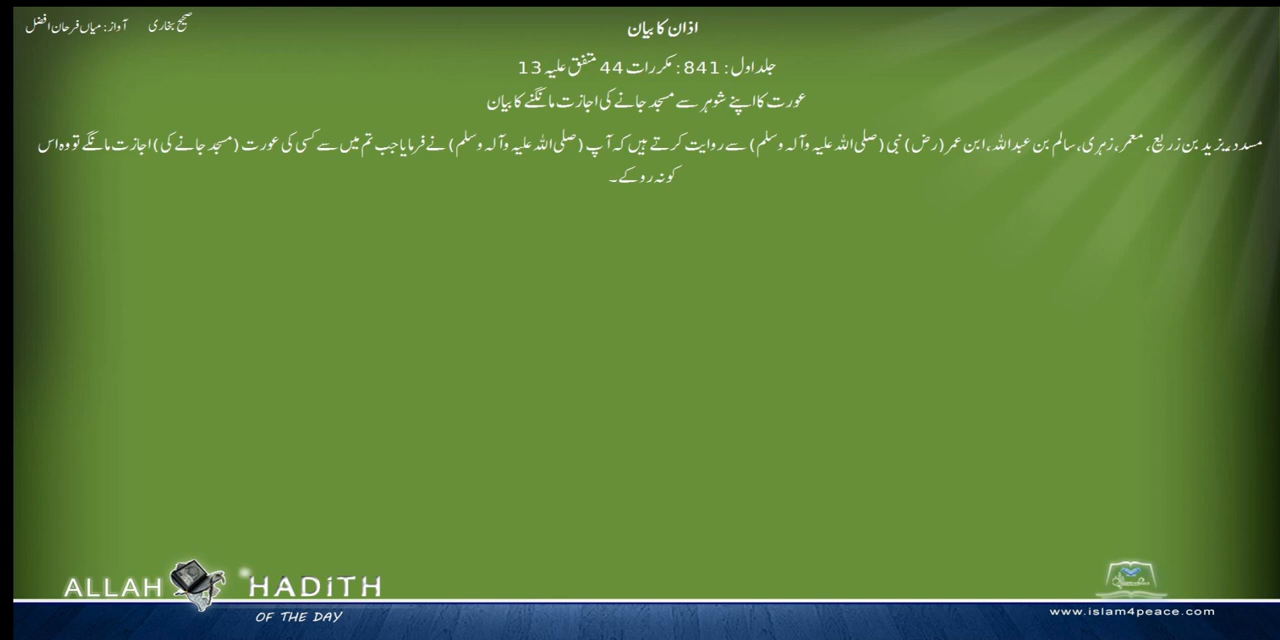 صحیح بخاری
آواز: میاں فرحان افضل
اذان کا بیان
جلد اول : 841 : مکررات 44 متفق علیہ 13
عورت کا اپنے شوہر سے مسجد جانے کی اجازت مانگنے کا بیان
مسدد، یزید بن زریع، معمر، زہری، سالم بن عبداللہ، ابن عمر (رض) نبی (صلی اللہ علیہ وآلہ وسلم) سے روایت کرتے ہیں کہ آپ (صلی اللہ علیہ وآلہ وسلم) نے فرمایا جب تم میں سے کسی کی عورت (مسجد جانے کی) اجازت مانگے تو وہ اس
کو نہ روکے۔
ALLAH HADITH
OF THE DAY
www.islam4peace.com